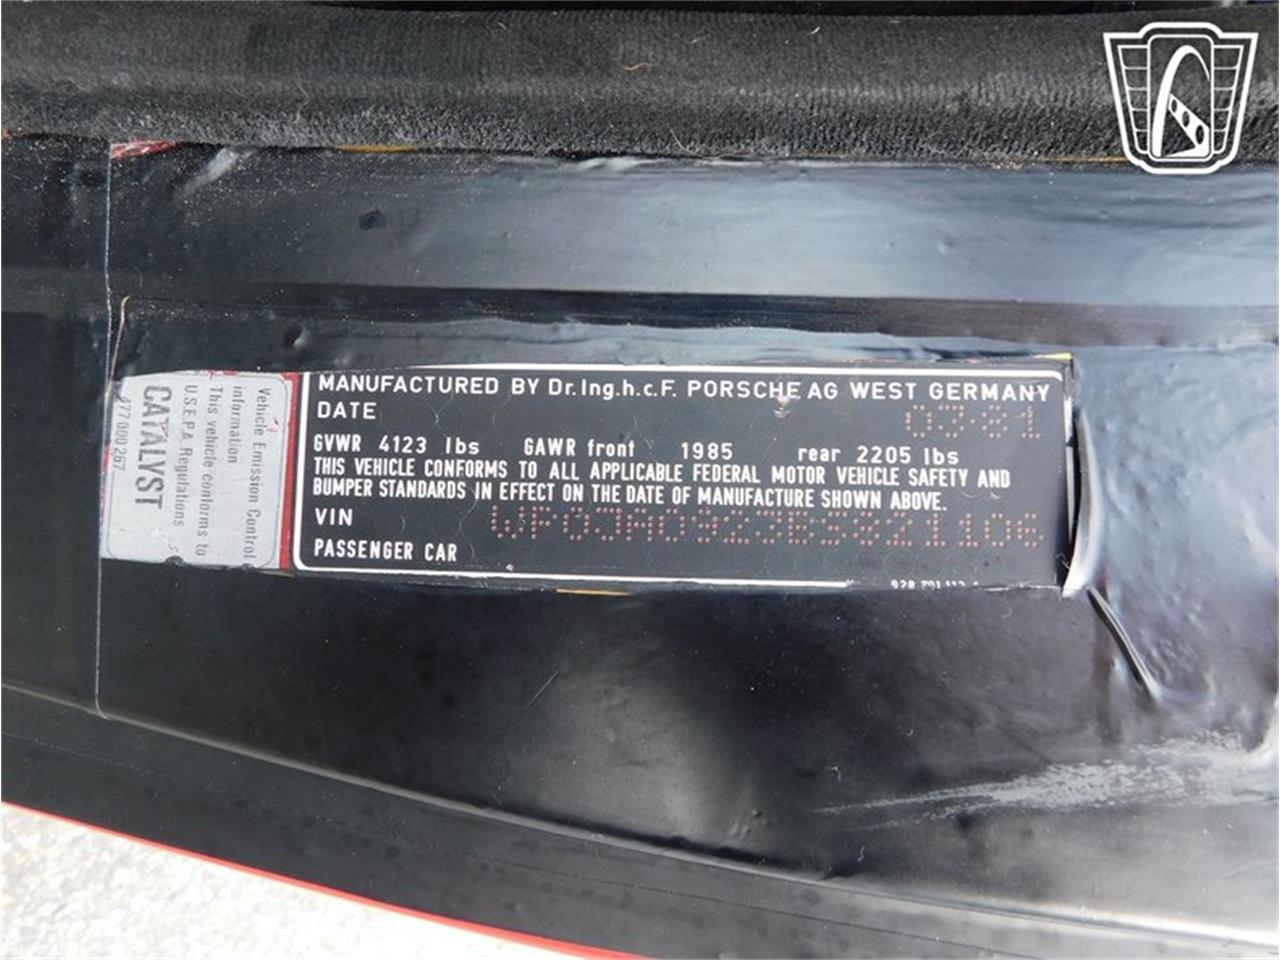 Vehicle Emission Control
information
This vehicle conforms to
U.S.E.P.A Regulations
CATALYST
477 000 267
MANUFACTURED BY Dr.Ing.h.c.F. PORSCHE AG WEST GERMANY
DATE 03·81
GVWR 4123 lbs GAWR front 1985 rear 2205 lbs
THIS VEHICLE CONFORMS TO ALL APPLICABLE FEDERAL MOTOR VEHICLE SAFETY AND
BUMPER STANDARDS IN EFFECT ON THE DATE OF MANUFACTURE SHOWN ABOVE.
VIN WP0JA0923BS821106
PASSENGER CAR